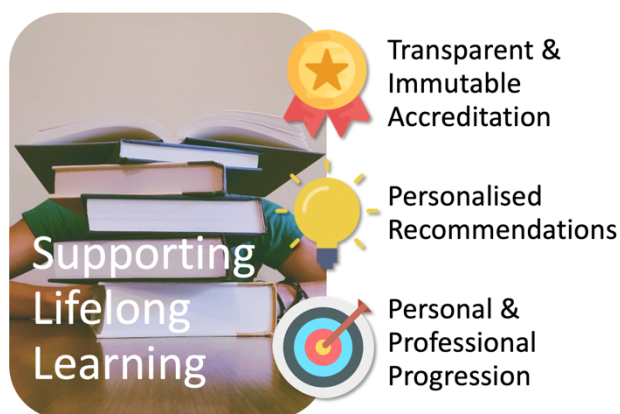 Supporting
Lifelong
Learning
Transparent &
Immutable
Accreditation
Personalised
Recommendations
Personal &
Professional
Progression